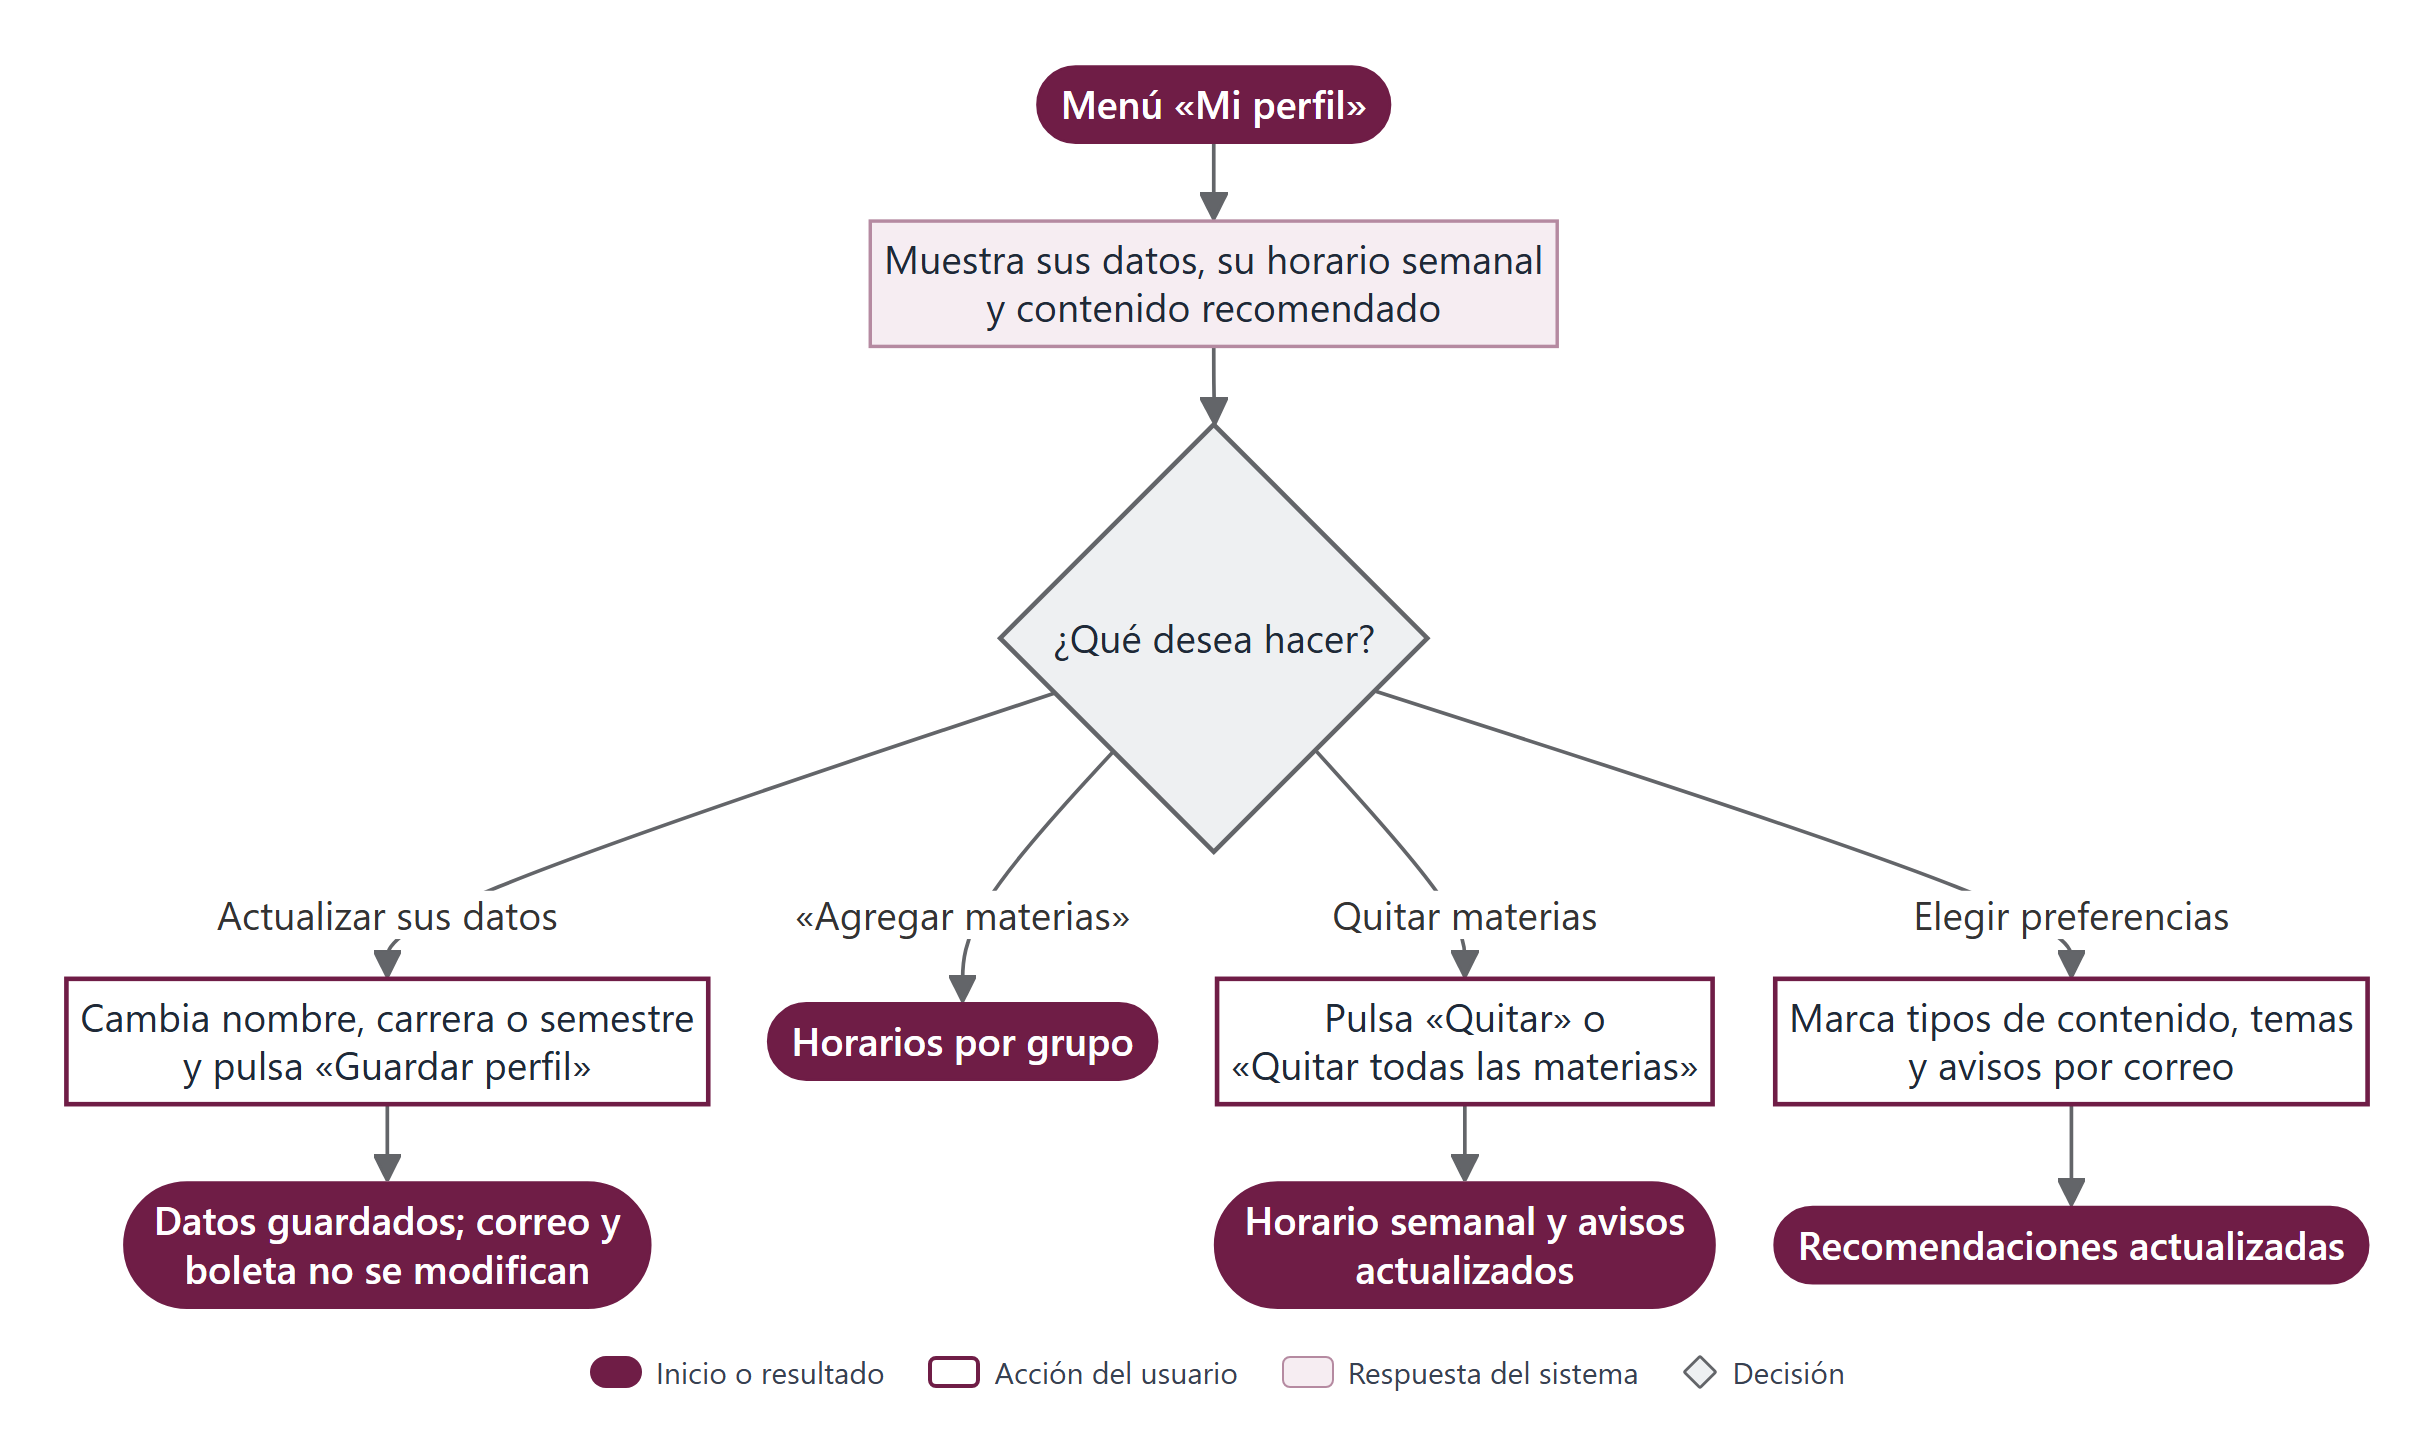 Menú «Mi perfil»
Muestra sus datos, su horario semanal
y contenido recomendado
¿Qué desea hacer?
Actualizar sus datos
«Agregar materias»
Quitar materias
Elegir preferencias
Cambia nombre, carrera o semestre
y pulsa «Guardar perfil»
Horarios por grupo
Pulsa «Quitar» o
«Quitar todas las materias»
Marca tipos de contenido, temas
y avisos por correo
Datos guardados; correo y
boleta no se modifican
Horario semanal y avisos
actualizados
Recomendaciones actualizadas
Inicio o resultado
Acción del usuario
Respuesta del sistema
Decisión